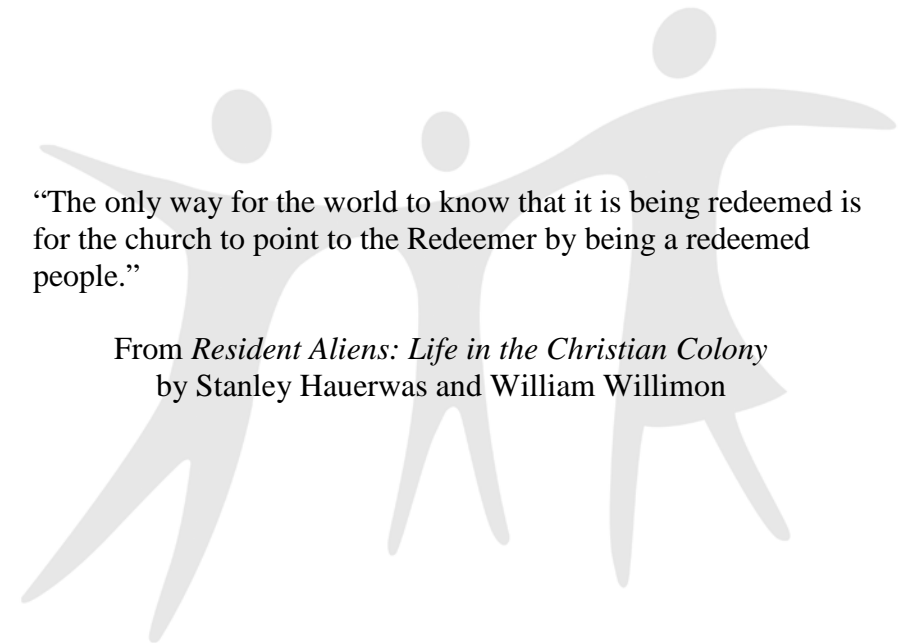 “The only way for the world to know that it is being redeemed is
for the church to point to the Redeemer by being a redeemed
people.”
From Resident Aliens: Life in the Christian Colony
by Stanley Hauerwas and William Willimon